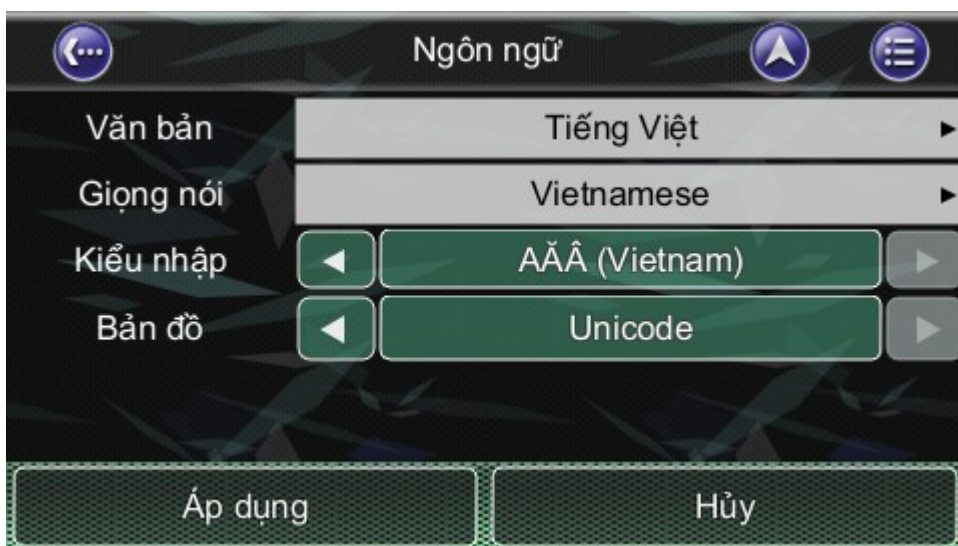 Ngôn ngữ
Văn bản Tiếng Việt
Giọng nói Vietnamese
Kiểu nhập AĂÂ (Vietnam)
Bản đồ Unicode
Áp dụng Hủy